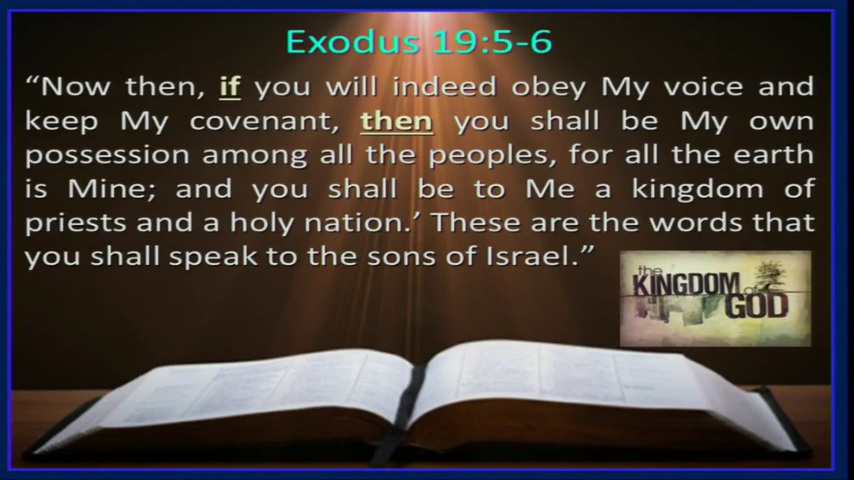 Exodus 19:5-6
“Now then, if you will indeed obey My voice and
keep My covenant, then you shall be My own
possession among all the peoples, for all the earth
is Mine; and you shall be to Me a kingdom of
priests and a holy nation.’ These are the words that
you shall speak to the sons of Israel.”
the
KINGDOM of
GOD